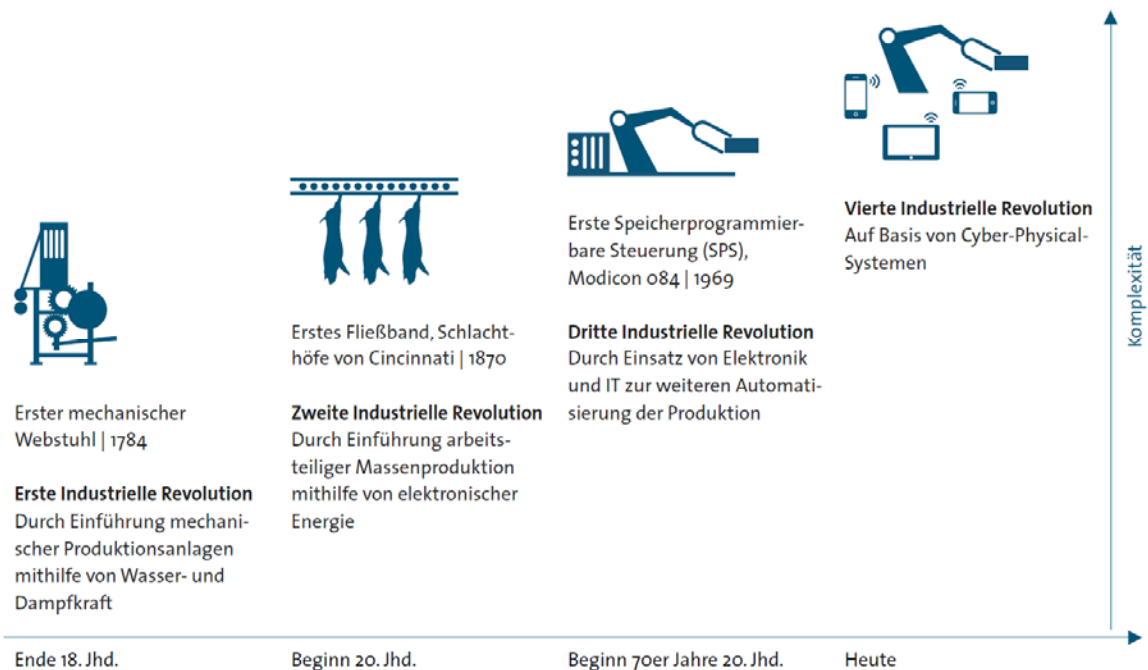 Erster mechanischer
Webstuhl | 1784
Erste Industrielle Revolution
Durch Einführung mechani-
scher Produktionsanlagen
mithilfe von Wasser- und
Dampfkraft
Ende 18. Jhd.
Erstes Fließband, Schlacht-
höfe von Cincinnati | 1870
Zweite Industrielle Revolution
Durch Einführung arbeits-
teiliger Massenproduktion
mithilfe von elektronischer
Energie
Beginn 20. Jhd.
Erste Speicherprogrammier-
bare Steuerung (SPS),
Modicon 084 | 1969
Dritte Industrielle Revolution
Durch Einsatz von Elektronik
und IT zur weiteren Automati-
sierung der Produktion
Beginn 70er Jahre 20. Jhd.
Vierte Industrielle Revolution
Auf Basis von Cyber-Physical-
Systemen
Heute
Komplexität